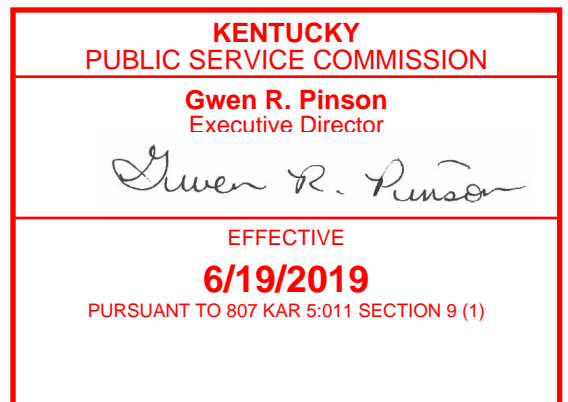 KENTUCKY
PUBLIC SERVICE COMMISSION
Gwen R. Pinson
Executive Director
Gwen R. Pinson
EFFECTIVE
6/19/2019
PURSUANT TO 807 KAR 5:011 SECTION 9 (1)